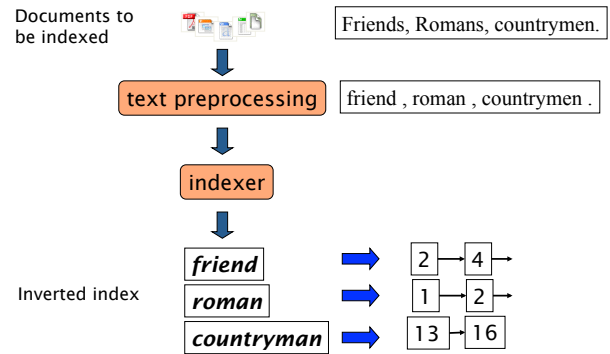 Documents to
be indexed
Friends, Romans, countrymen.
text preprocessing
friend , roman , countrymen .
indexer
Inverted index
friend
2 4
roman
1 2
countryman
13 16